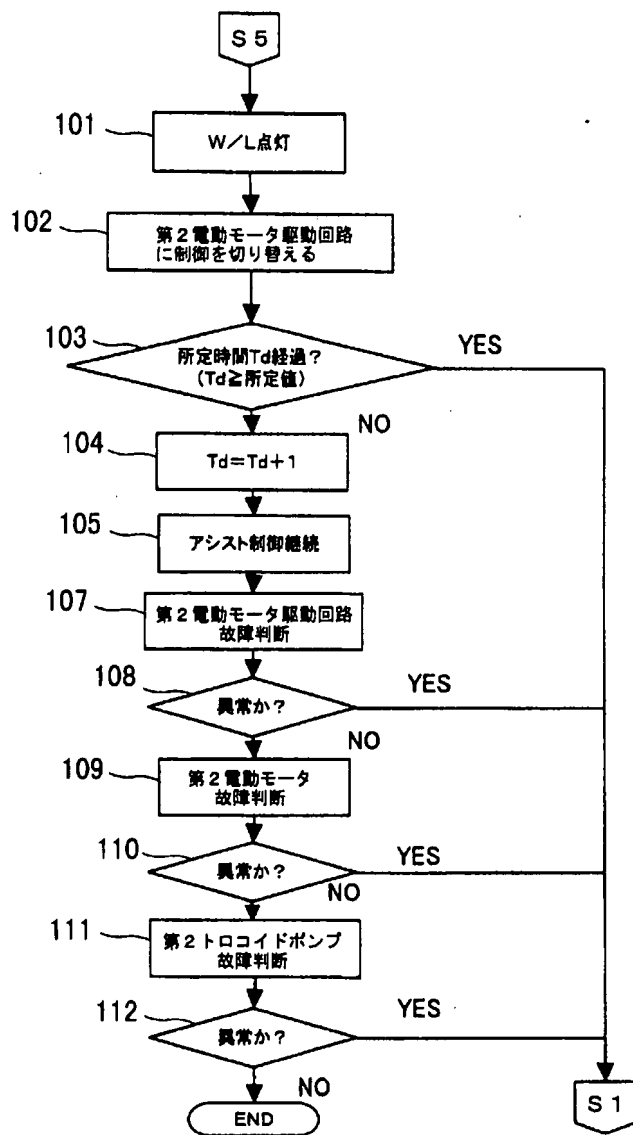 S5
101
W/L点灯
102
第2電動モータ駆動回路
に制御を切り替える
103
所定時間Td経過?
(Td≧所定値)
YES
NO
104
Td=Td+1
105
アシスト制御継続
107
第2電動モータ駆動回路
故障判断
108
異常か?
YES
NO
109
第2電動モータ
故障判断
110
異常か?
YES
NO
111
第2トロコイドポンプ
故障判断
112
異常か?
YES
NO
END
S1